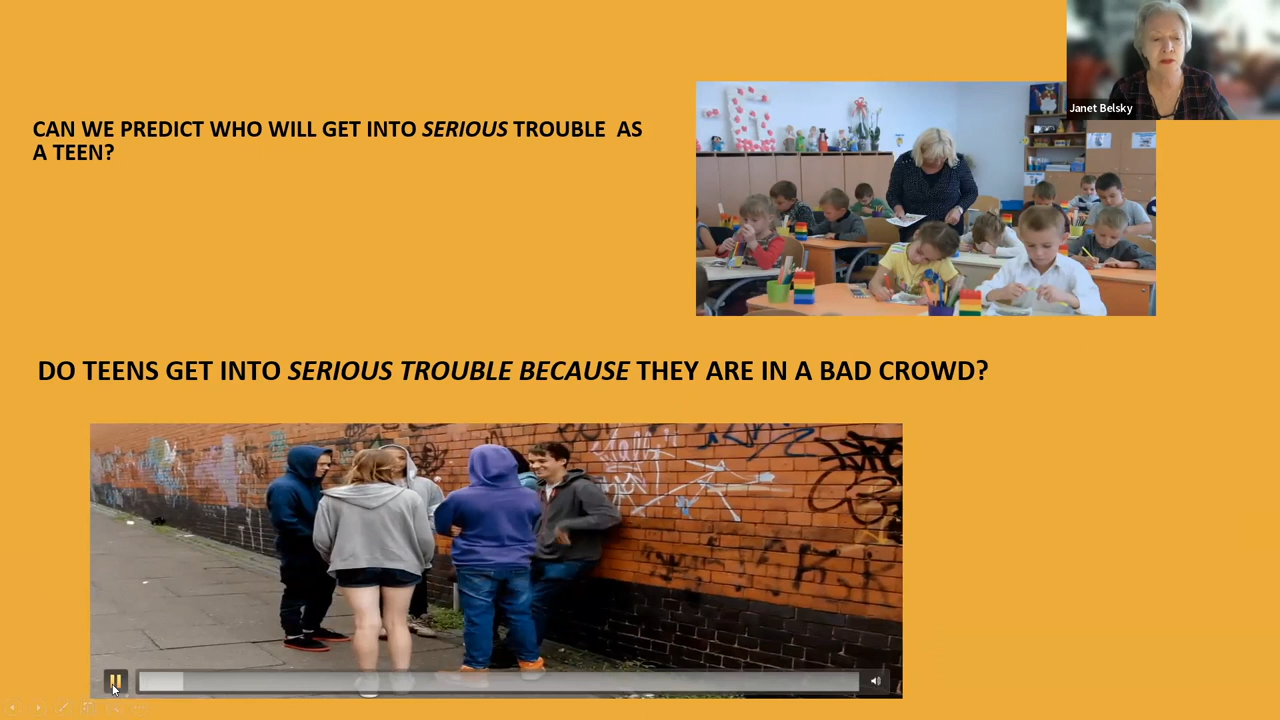 CAN WE PREDICT WHO WILL GET INTO SERIOUS TROUBLE AS
A TEEN?
Janet Belsky
DO TEENS GET INTO SERIOUS TROUBLE BECAUSE THEY ARE IN A BAD CROWD?